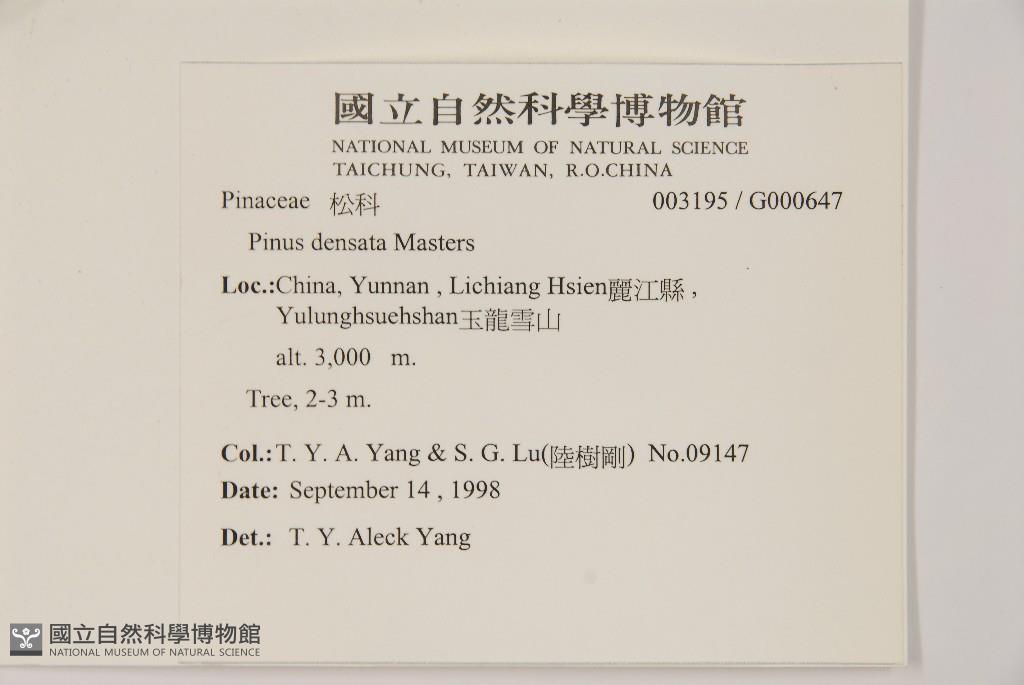 國立自然科學博物館
NATIONAL MUSEUM OF NATURAL SCIENCE
TAICHUNG, TAIWAN, R.O.CHINA
Pinaceae 松科 003195 / G000647
Pinus densata Masters
Loc.:China, Yunnan , Lichiang Hsien麗江縣 ,
Yulunghsuehshan玉龍雪山
alt. 3,000 m.
Tree, 2-3 m.
Col.:T. Y. A. Yang & S. G. Lu(陸樹剛) No.09147
Date: September 14 , 1998
Det.: T. Y. Aleck Yang
國立自然科學博物館
NATIONAL MUSEUM OF NATURAL SCIENCE